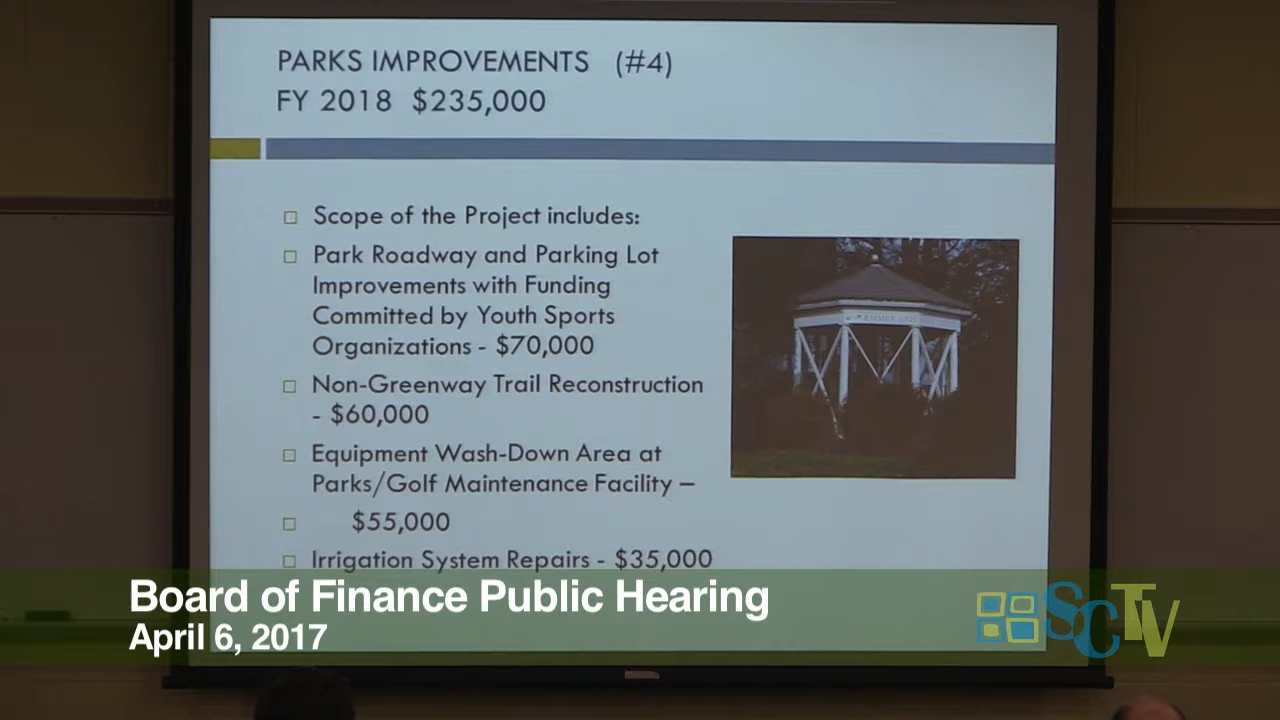 PARKS IMPROVEMENTS (#4)
FY 2018 $235,000
Scope of the Project includes:
Park Roadway and Parking Lot
Improvements with Funding
Committed by Youth Sports
Organizations - $70,000
Non-Greenway Trail Reconstruction
- $60,000
Equipment Wash-Down Area at
Parks/Golf Maintenance Facility –
$55,000
Irrigation System Repairs - $35,000
Board of Finance Public Hearing
April 6, 2017
SCTV